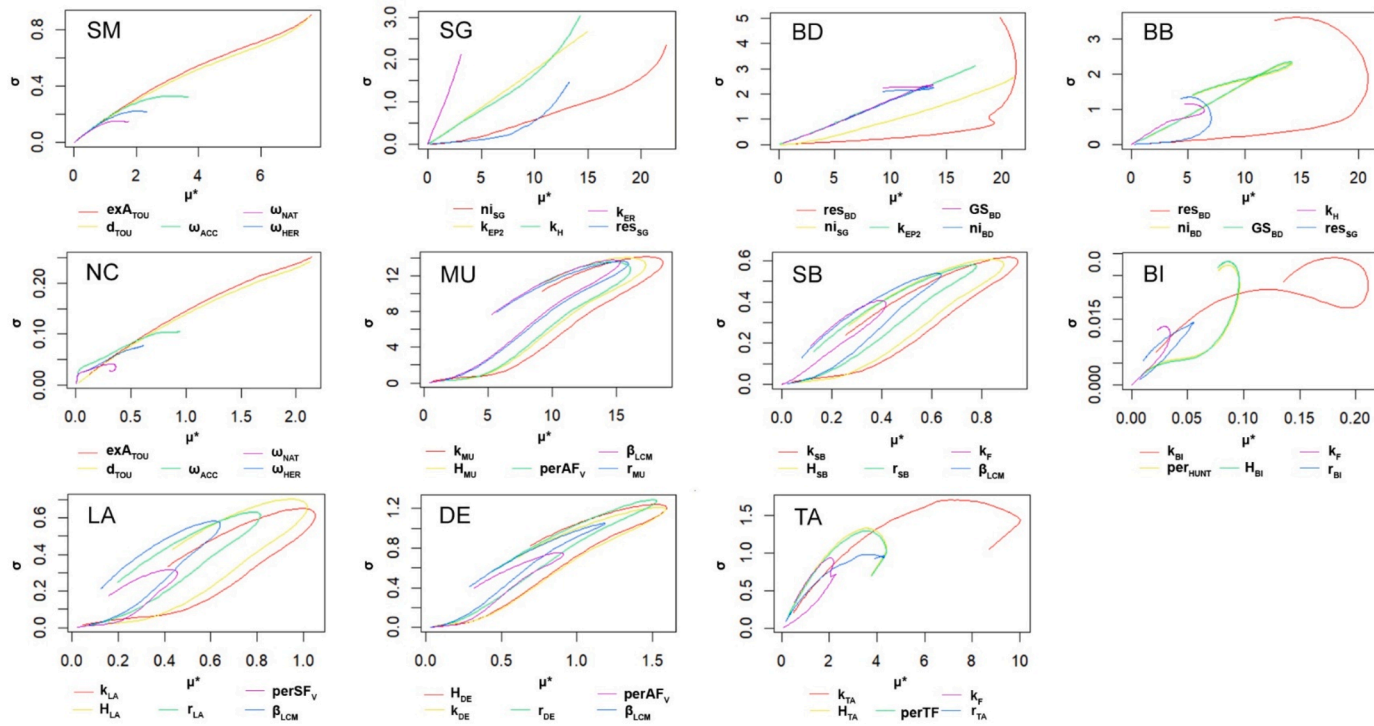 SM
σ
0.0 0.4 0.8
0 2 4 6
μ*
exA_TOU ω_NAT
d_TOU ω_ACC ω_HER
SG
σ
0.0 1.0 2.0 3.0
0 5 10 15 20
μ*
ni_SG k_ER
k_EP2 k_H res_SG
BD
σ
0 1 2 3 4 5
0 5 10 15 20
μ*
res_BD GS_BD
ni_SG k_EP2 ni_BD
BB
σ
0 1 2 3
0 5 10 15 20
μ*
res_BD k_H
ni_BD GS_BD res_SG
NC
σ
0.00 0.10 0.20
0.0 0.5 1.0 1.5 2.0
μ*
exA_TOU ω_NAT
d_TOU ω_ACC ω_HER
MU
σ
0 4 8 12
0 5 10 15
μ*
k_MU β_LCM
H_MU perAF_V r_MU
SB
σ
0.0 0.2 0.4 0.6
0.0 0.2 0.4 0.6 0.8
μ*
k_SB k_F
H_SB r_SB β_LCM
BI
σ
0.000 0.015 0.0
0.00 0.05 0.10 0.15 0.20
μ*
k_BI k_F
per_HUNT H_BI r_BI
LA
σ
0.0 0.2 0.4 0.6
0.0 0.2 0.4 0.6 0.8 1.0
μ*
k_LA perSF_V
H_LA r_LA β_LCM
DE
σ
0.0 0.4 0.8 1.2
0.0 0.5 1.0 1.5
μ*
H_DE perAF_V
k_DE r_DE β_LCM
TA
σ
0.0 0.5 1.0 1.5
0 2 4 6 8 10
μ*
k_TA k_F
H_TA perTF r_TA